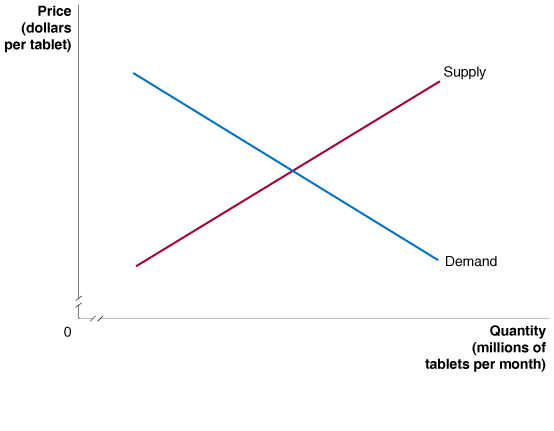 Price
(dollars
per tablet)
Supply
Demand
0
Quantity
(millions of
tablets per month)